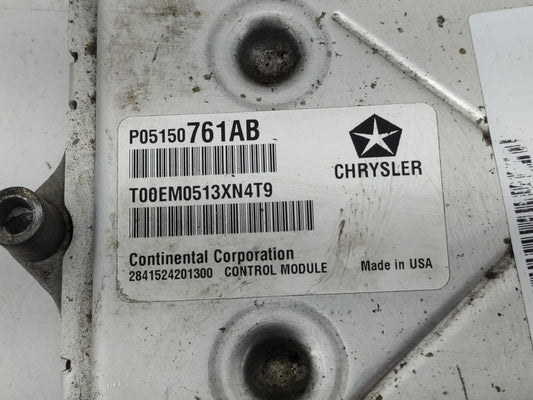 P05150761AB
CHRYSLER
T00EM0513XN4T9
Continental Corporation
2841524201300 CONTROL MODULE Made in USA